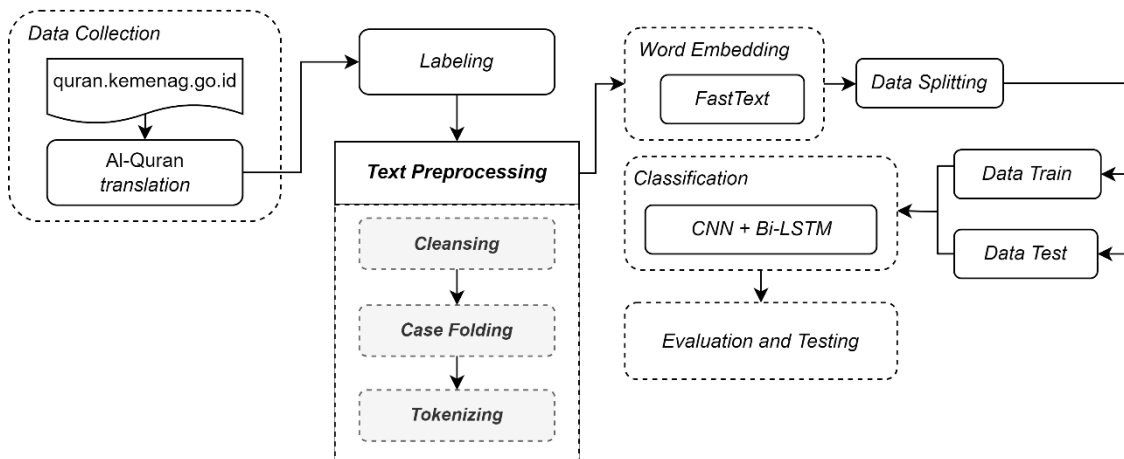 Data Collection
quran.kemenag.go.id
Al-Quran
translation
Labeling
Text Preprocessing
Cleansing
Case Folding
Tokenizing
Word Embedding
FastText
Data Splitting
Data Train
Data Test
Classification
CNN + Bi-LSTM
Evaluation and Testing